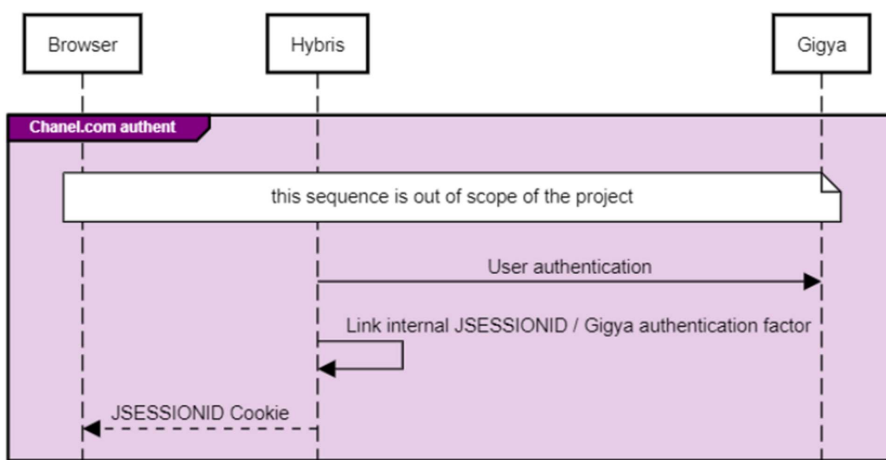 Browser
Hybris
Gigya
Chanel.com authent
this sequence is out of scope of the project
User authentication
Link internal JSESSIONID / Gigya authentication factor
JSESSIONID Cookie